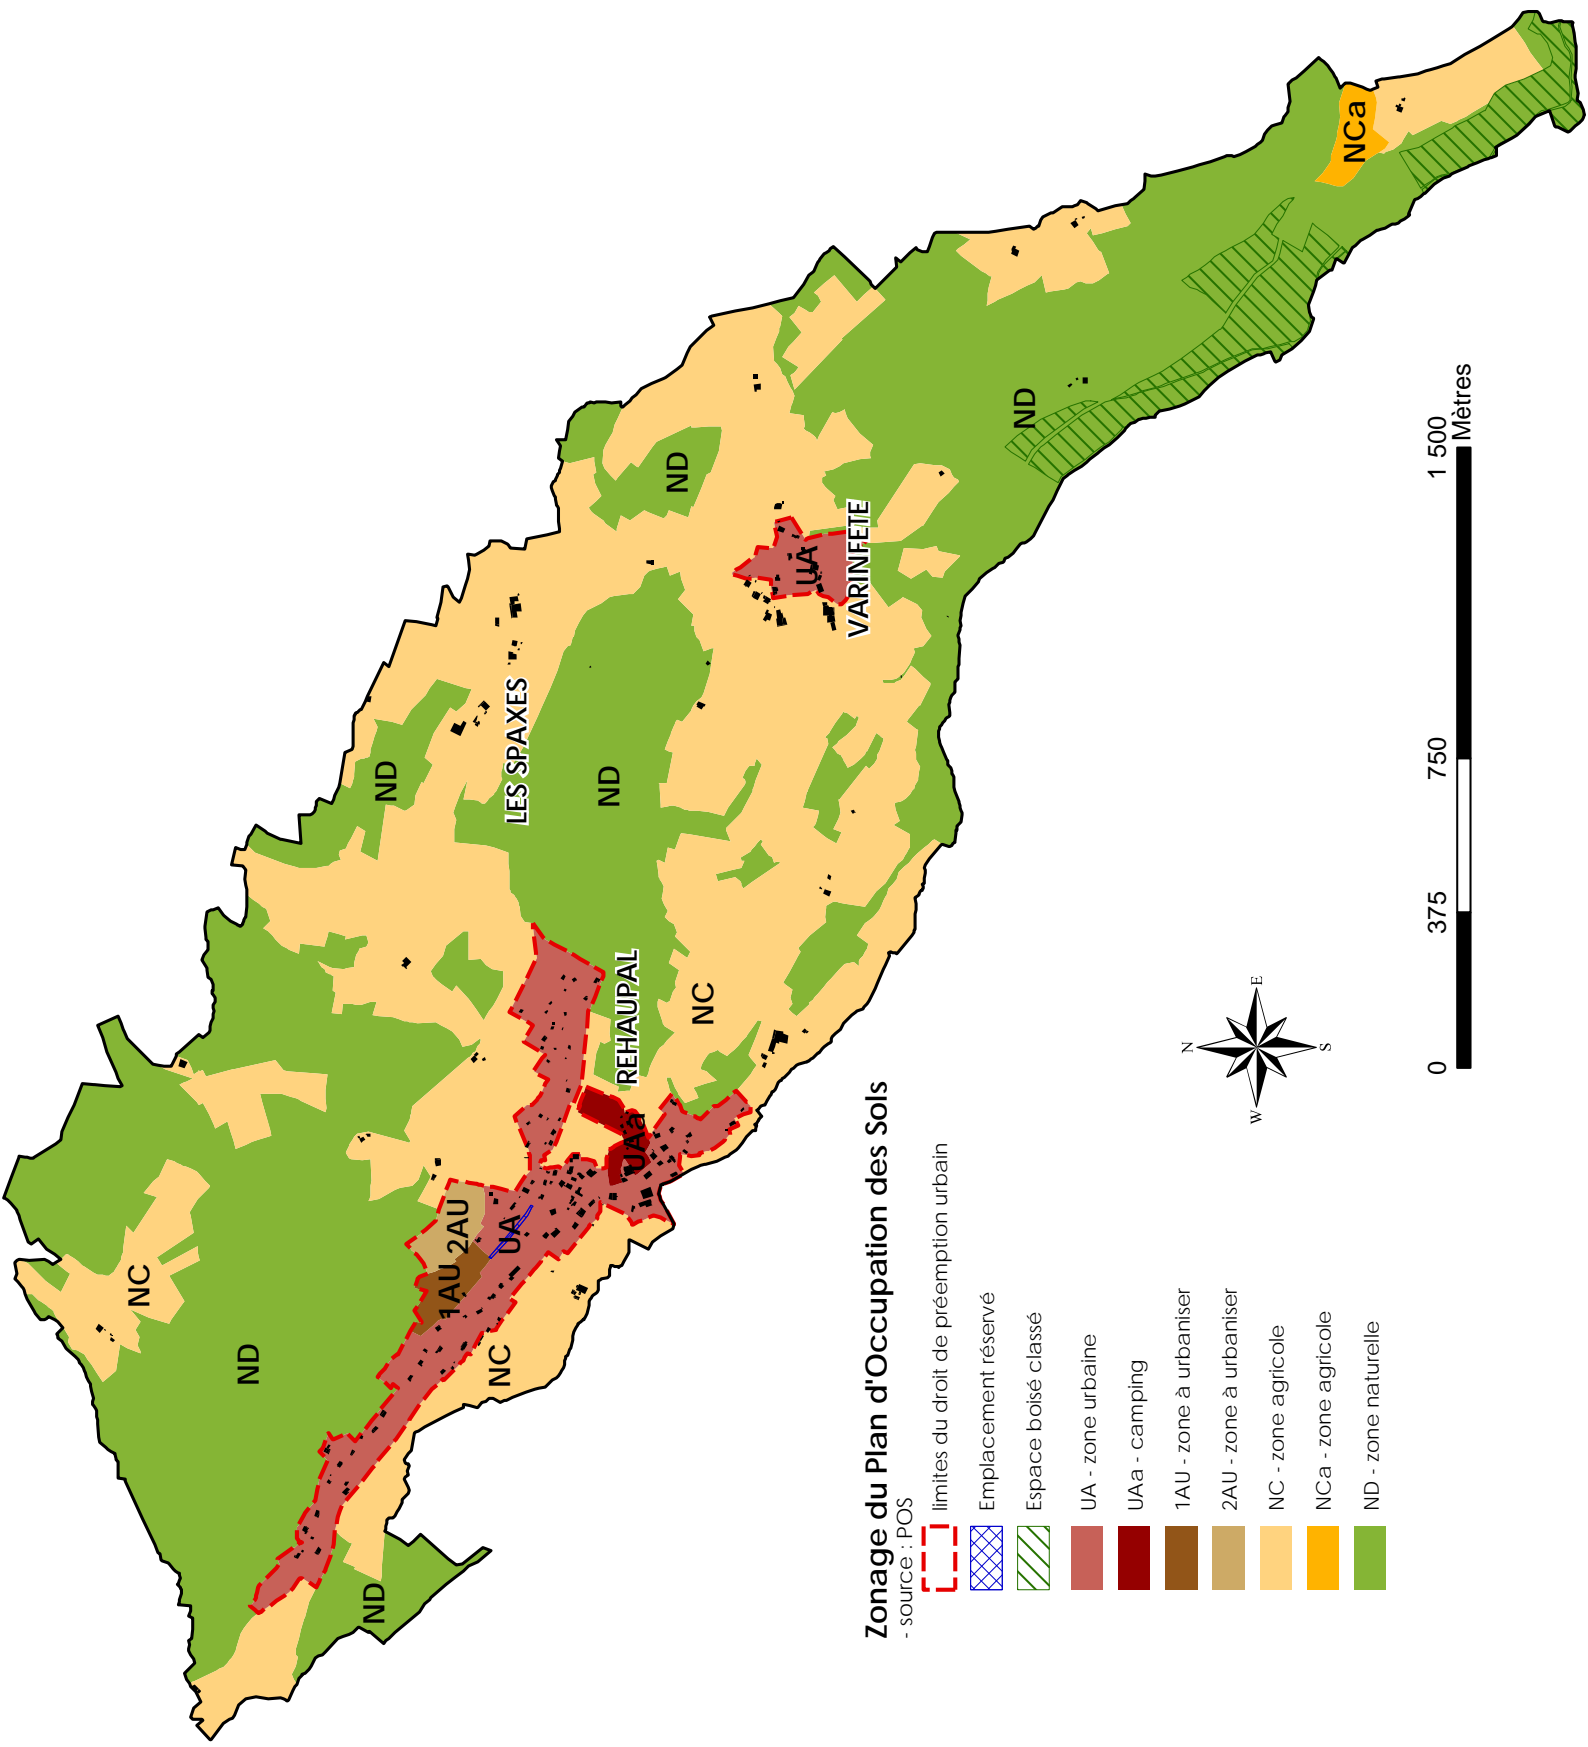 NC
ND
ND
1AU
2AU
UA
NC
UAa
REHAUPAL
NC
ND
LES SPAXES
ND
ND
UA
VARINFETE
ND
NCa
Zonage du Plan d'Occupation des Sols
- source : POS
limites du droit de préemption urbain
Emplacement réservé
Espace boisé classé
UA - zone urbaine
UAa - camping
1AU - zone à urbaniser
2AU - zone à urbaniser
NC - zone agricole
NCa - zone agricole
ND - zone naturelle
N
W
E
S
0
375
750
1 500
Mètres